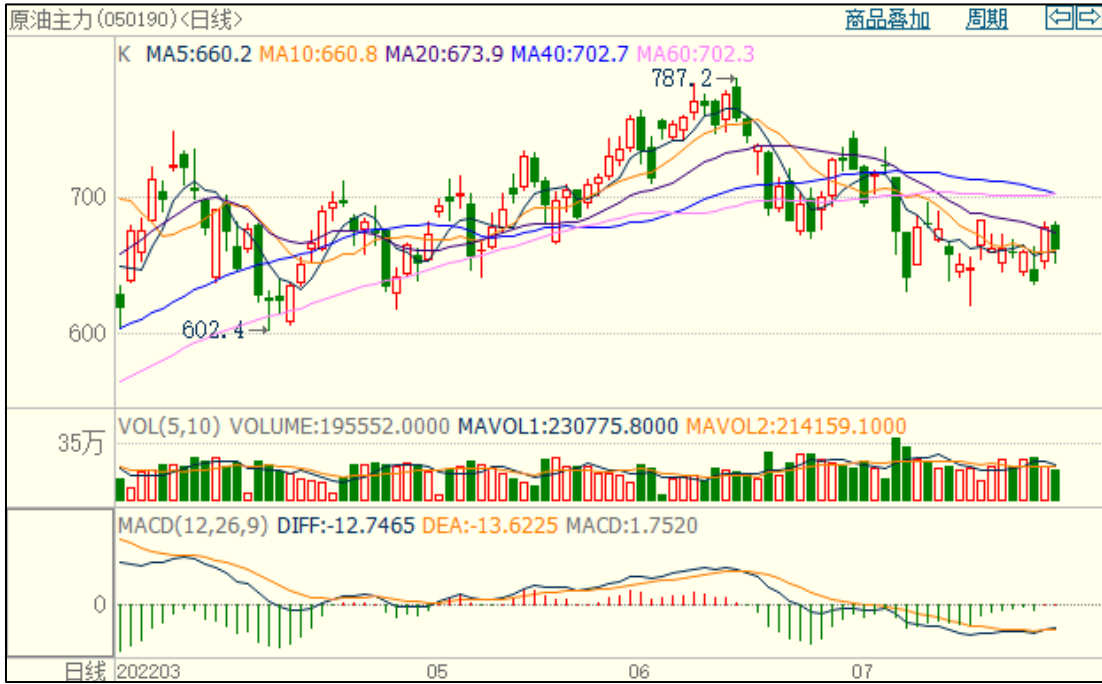 原油主力(050190)<日线> 商品叠加 周期
K MA5:660.2 MA10:660.8 MA20:673.9 MA40:702.7 MA60:702.3
787.2
700
602.4
600
VOL(5,10) VOLUME:195552.0000 MAVOL1:230775.8000 MAVOL2:214159.1000
35万
MACD(12,26,9) DIFF:-12.7465 DEA:-13.6225 MACD:1.7520
0
日线 202203 05 06 07